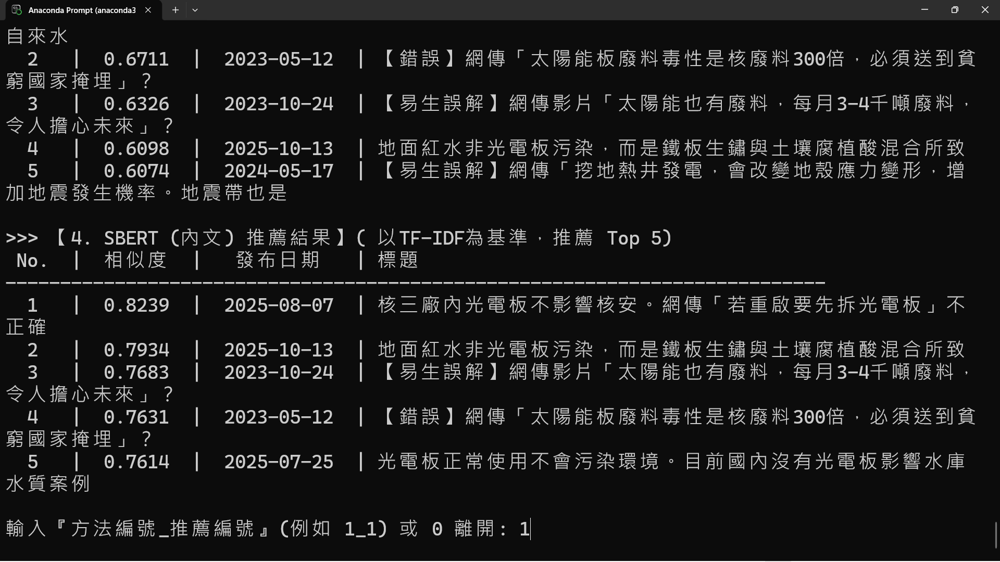 Anaconda Prompt (anaconda3
自來水
2 | 0.6711 | 2023-05-12 | 【錯誤】網傳「太陽能板廢料毒性是核廢料300倍，必須送到貧
窮國家掩埋」？
3 | 0.6326 | 2023-10-24 | 【易生誤解】網傳影片「太陽能也有廢料，每月3-4千噸廢料，
令人擔心未來」？
4 | 0.6098 | 2025-10-13 | 地面紅水非光電板污染，而是鐵板生鏽與土壤腐植酸混合所致
5 | 0.6074 | 2024-05-17 | 【易生誤解】網傳「挖地熱井發電，會改變地殼應力變形，增
加地震發生機率。地震帶也是
>>> 【4. SBERT (內文) 推薦結果】( 以TF-IDF為基準，推薦 Top 5)
No. | 相似度 | 發布日期 | 標題
---------------------------------------------------------------------------
1 | 0.8239 | 2025-08-07 | 核三廠內光電板不影響核安。網傳「若重啟要先拆光電板」不
正確
2 | 0.7934 | 2025-10-13 | 地面紅水非光電板污染，而是鐵板生鏽與土壤腐植酸混合所致
3 | 0.7683 | 2023-10-24 | 【易生誤解】網傳影片「太陽能也有廢料，每月3-4千噸廢料，
令人擔心未來」？
4 | 0.7631 | 2023-05-12 | 【錯誤】網傳「太陽能板廢料毒性是核廢料300倍，必須送到貧
窮國家掩埋」？
5 | 0.7614 | 2025-07-25 | 光電板正常使用不會污染環境。目前國內沒有光電板影響水庫
水質案例
輸入『方法編號_推薦編號』(例如 1_1) 或 0 離開: 1